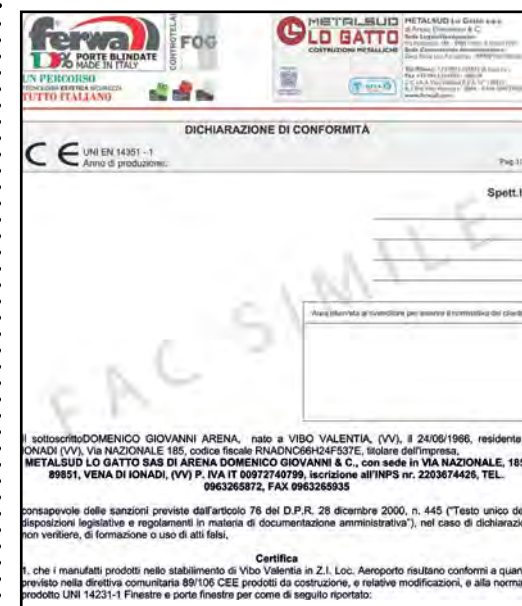 ferwa
PORTE BLINDATE
MADE IN ITALY
UN PERCORSO
TUTTO ITALIANO
CONTROTELA
FOG
METALSUD
LO GATTO
COSTRUZIONI METALLICHE
METALSUD Lo Gatto s.a.s.
DICHIARAZIONE DI CONFORMITÀ
CE
UNI EN 14351 - 1
Anno di produzione:
Spett.l
FAC SIMILE
Il sottoscrittoDOMENICO GIOVANNI ARENA, nato a VIBO VALENTIA, (VV), il 24/06/1966, residente
IONADI (VV), Via NAZIONALE 185, codice fiscale RNADNC66H24F537E, titolare dell'impresa,
METALSUD LO GATTO SAS DI ARENA DOMENICO GIOVANNI & C., con sede in VIA NAZIONALE, 185
89851, VENA DI IONADI, (VV) P. IVA IT 00972740799, iscrizione all'INPS nr. 2203674426, TEL.
0963265872, FAX 0963265935
consapevole delle sanzioni previste dall'articolo 76 del D.P.R. 28 dicembre 2000, n. 445 ("Testo unico de
disposizioni legislative e regolamenti in materia di documentazione amministrativa"), nel caso di dichiarazio
non veritiere, di formazione o uso di atti falsi,
Certifica
1. che i manufatti prodotti nello stabilimento di Vibo Valentia in Z.I. Loc. Aeroporto risultano conformi a quan
previsto nella direttiva comunitaria 89/106 CEE prodotti da costruzione, e relative modificazioni, e alla norma
prodotto UNI 14231-1 Finestre e porte finestre per come di seguito riportato: